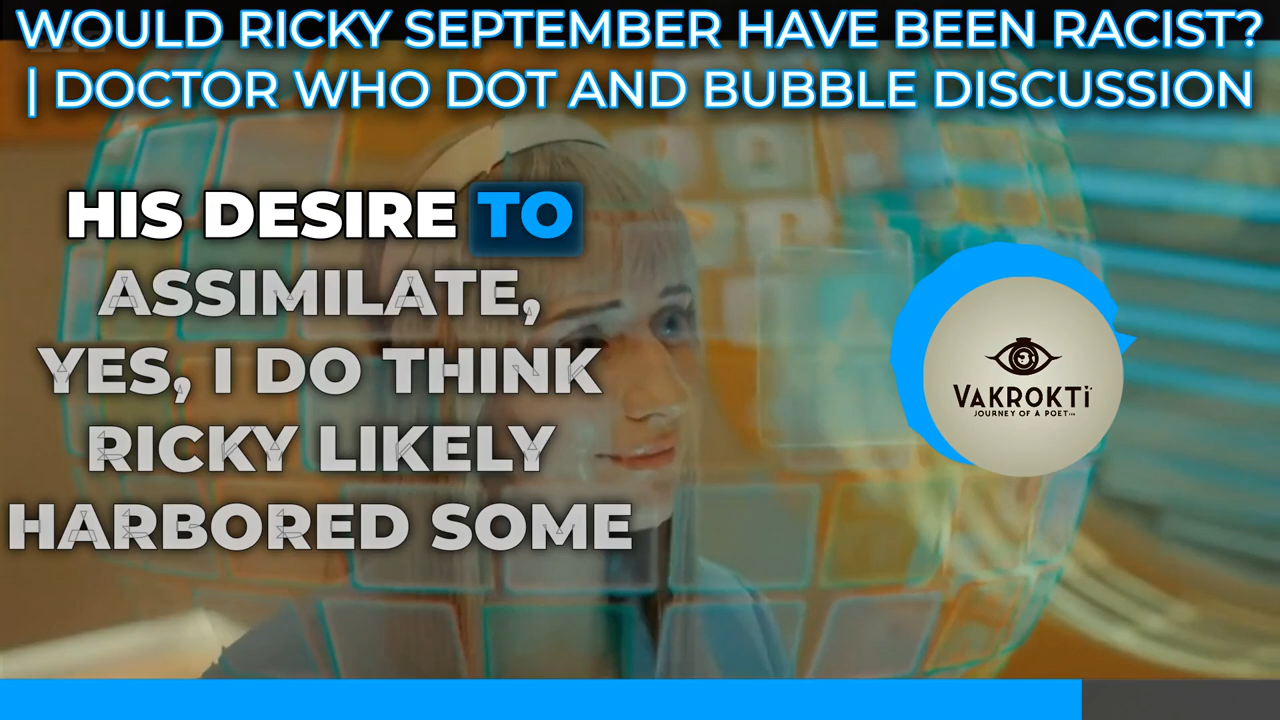 WOULD RICKY SEPTEMBER HAVE BEEN RACIST?
| DOCTOR WHO DOT AND BUBBLE DISCUSSION
HIS DESIRE TO
ASSIMILATE,
YES, I DO THINK
RICKY LIKELY
HARBORED SOME
VAKROKTI
JOURNEY OF A POET...